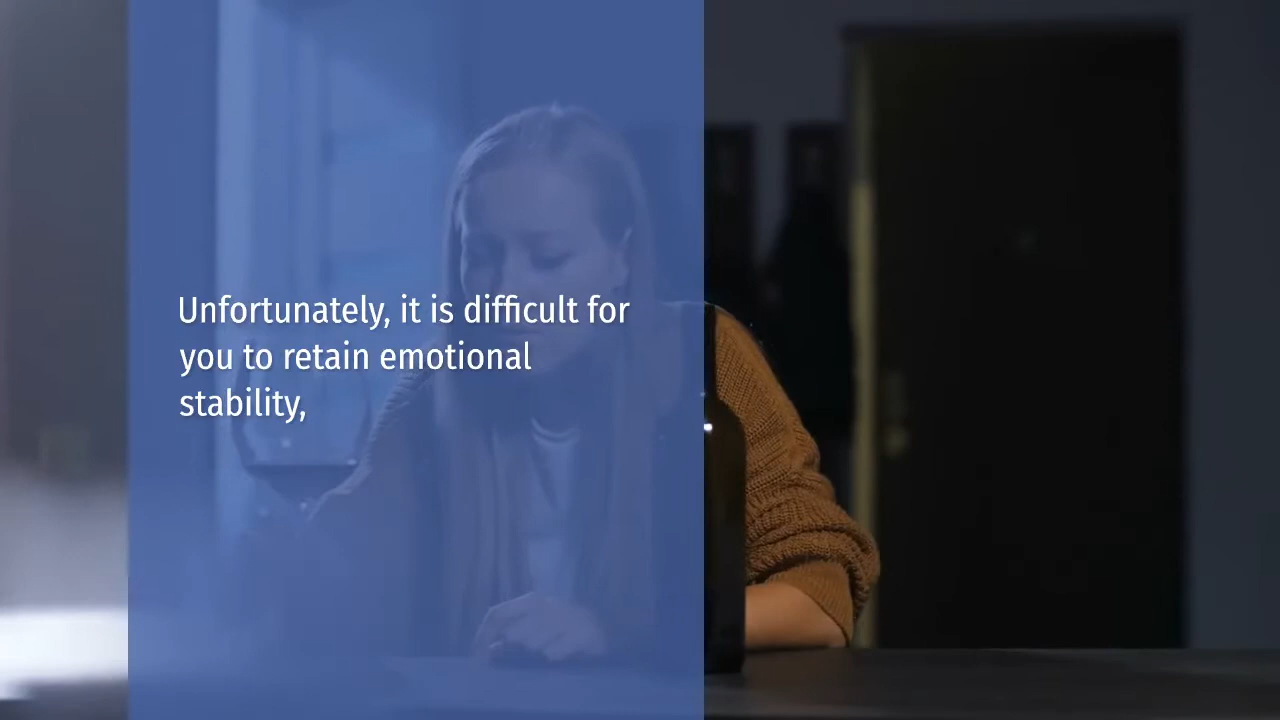 Unfortunately, it is difficult for
you to retain emotional
stability,